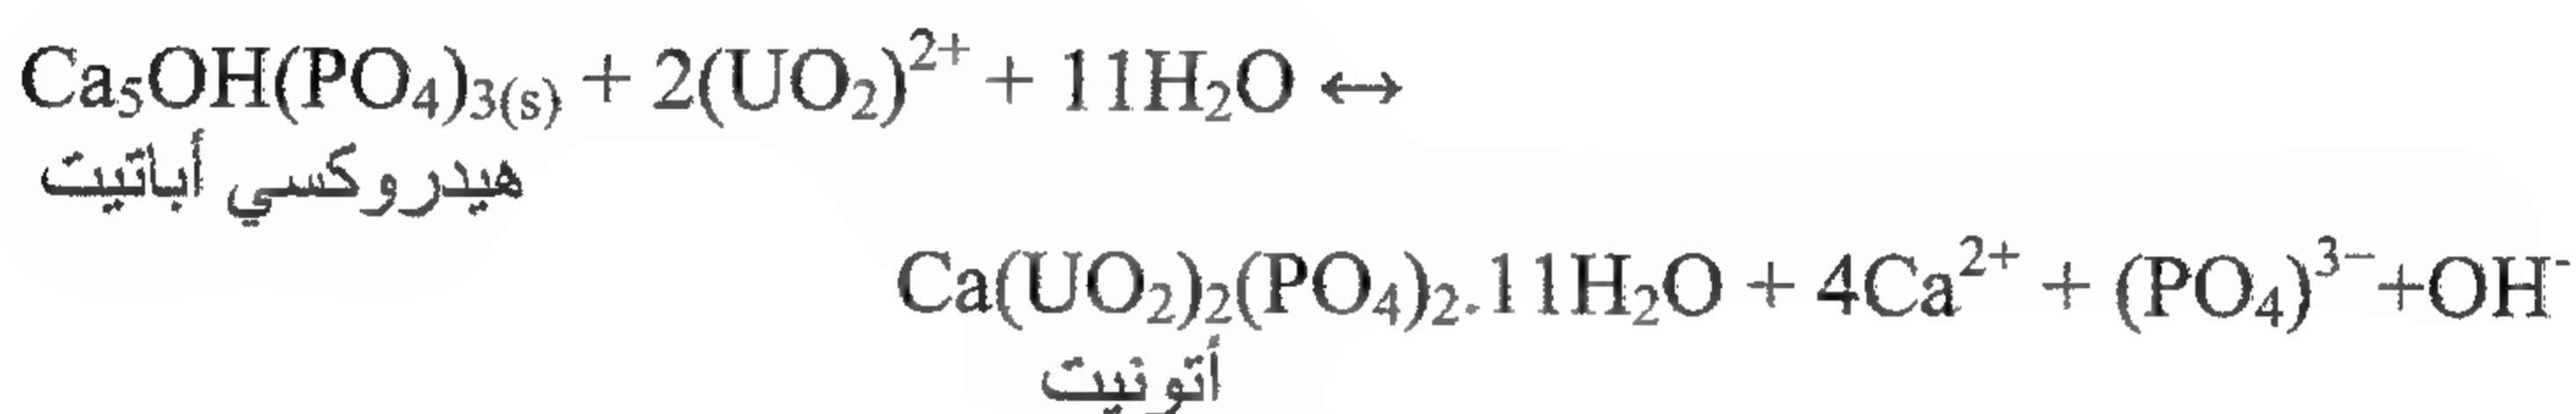 Ca₅OH(PO₄)₃(s) + 2(UO₂)²⁺ + 11H₂O ↔
هيدروكسي أباتيت
Ca(UO₂)₂(PO₄)₂.11H₂O + 4Ca²⁺ + (PO₄)³⁻+OH⁻
أتونيت